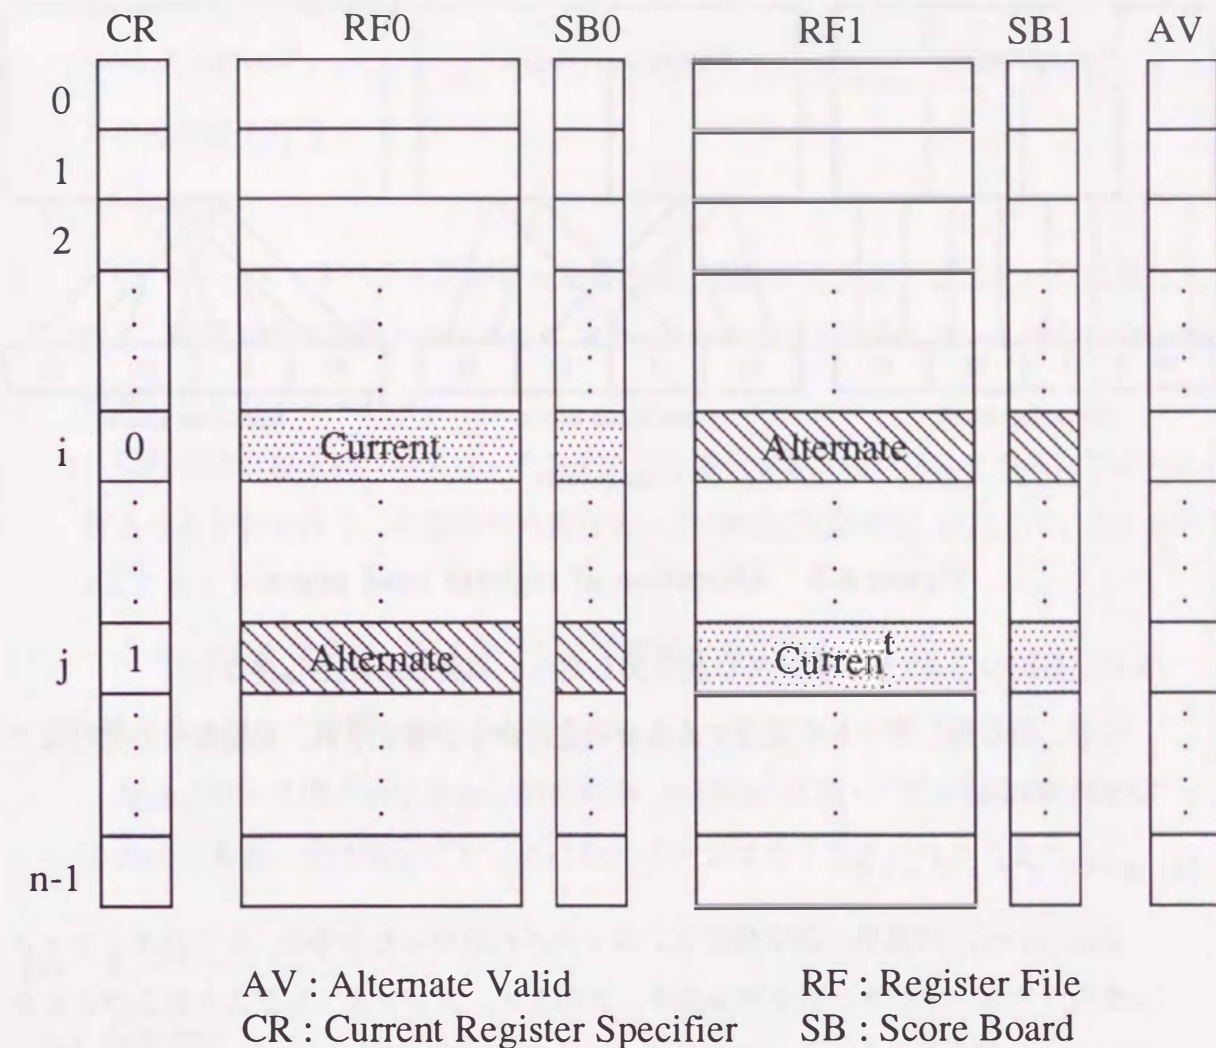 CR RF0 SB0 RF1 SB1 AV
0
1
2
i 0 Current Alternate
j 1 Alternate Current
n-1
AV : Alternate Valid RF : Register File
CR : Current Register Specifier SB : Score Board